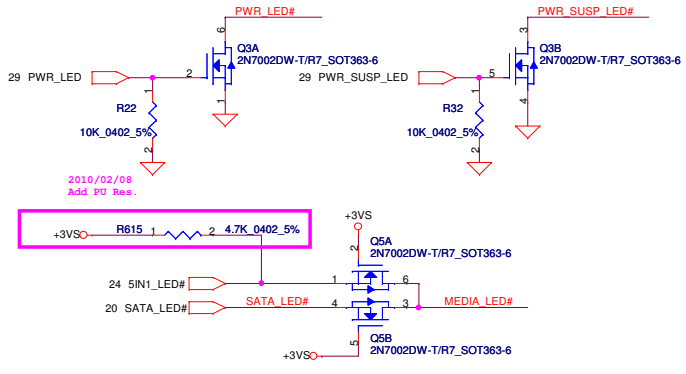 PWR_LED#
6
Q3A
2N7002DW-T/R7_SOT363-6
29 PWR_LED
2
1
1
R22
10K_0402_5%
2
PWR_SUSP_LED#
3
Q3B
2N7002DW-T/R7_SOT363-6
29 PWR_SUSP_LED
5
4
1
R32
10K_0402_5%
2
2010/02/08
Add PU Res.
+3VS
R615
1
2
4.7K_0402_5%
+3VS
2
Q5A
2N7002DW-T/R7_SOT363-6
24 5IN1_LED#
1
6
20 SATA_LED#
SATA_LED#
4
3
MEDIA_LED#
5
Q5B
2N7002DW-T/R7_SOT363-6
+3VS